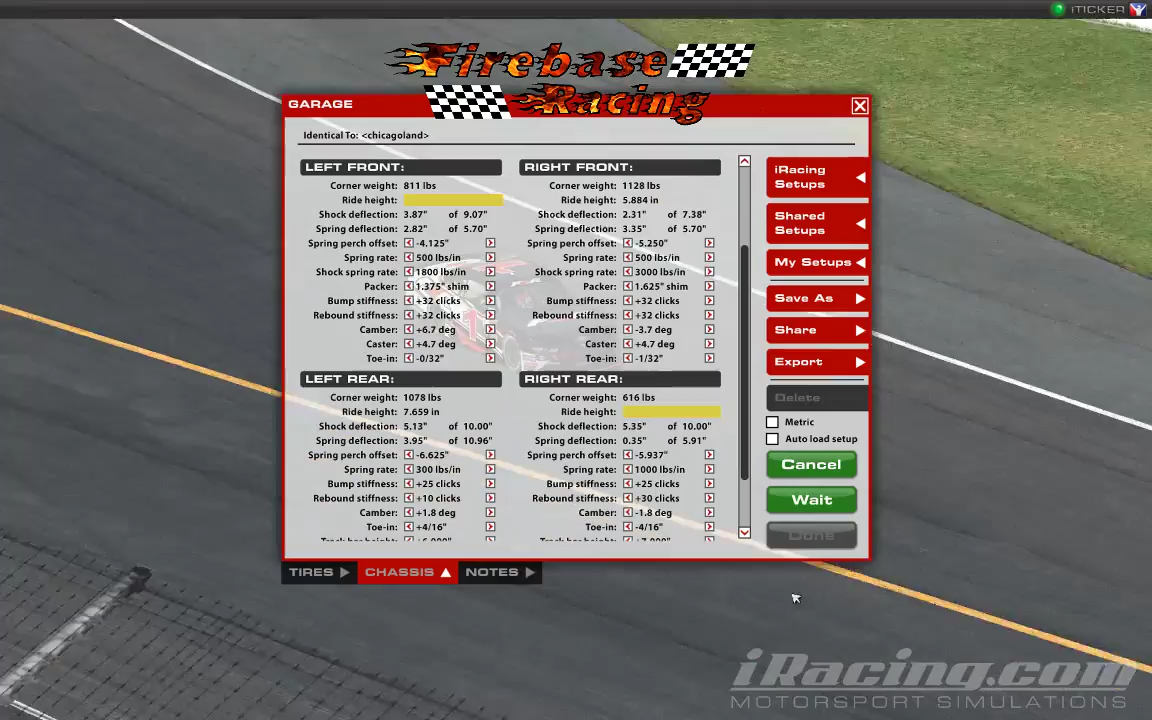 iTICKER
Firebase
Racing
GARAGE
Identical To: <chicagoland>
LEFT FRONT:
Corner weight: 811 lbs
Ride height:
Shock deflection: 3.87" of 9.07"
Spring deflection: 2.82" of 5.70"
Spring perch offset: -4.125"
Spring rate: 500 lbs/in
Shock spring rate: 1800 lbs/in
Packer: 1.375" shim
Bump stiffness: +32 clicks
Rebound stiffness: +32 clicks
Camber: +6.7 deg
Caster: +4.7 deg
Toe-in: -0/32"
RIGHT FRONT:
Corner weight: 1128 lbs
Ride height: 5.884 in
Shock deflection: 2.31" of 7.38"
Spring deflection: 3.35" of 5.70"
Spring perch offset: -5.250"
Spring rate: 500 lbs/in
Shock spring rate: 3000 lbs/in
Packer: 1.625" shim
Bump stiffness: +32 clicks
Rebound stiffness: +32 clicks
Camber: -3.7 deg
Caster: +4.7 deg
Toe-in: -1/32"
LEFT REAR:
Corner weight: 1078 lbs
Ride height: 7.659 in
Shock deflection: 5.13" of 10.00"
Spring deflection: 3.95" of 10.96"
Spring perch offset: -6.625"
Spring rate: 300 lbs/in
Bump stiffness: +25 clicks
Rebound stiffness: +10 clicks
Camber: +1.8 deg
Toe-in: +4/16"
Track bar height: +6.000"
RIGHT REAR:
Corner weight: 616 lbs
Ride height:
Shock deflection: 5.35" of 10.00"
Spring deflection: 0.35" of 5.91"
Spring perch offset: -5.937"
Spring rate: 1000 lbs/in
Bump stiffness: +25 clicks
Rebound stiffness: +30 clicks
Camber: -1.8 deg
Toe-in: -4/16"
Track bar height: +7.000"
iRacing
Setups
Shared
Setups
My Setups
Save As
Share
Export
Delete
Metric
Auto load setup
Cancel
Wait
Done
TIRES
CHASSIS
NOTES
iRacing.com
MOTORSPORT SIMULATIONS